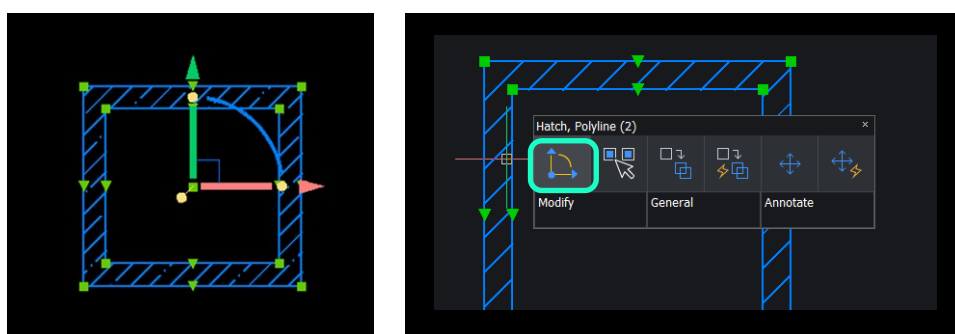 Hatch, Polyline (2)
Modify
General
Annotate